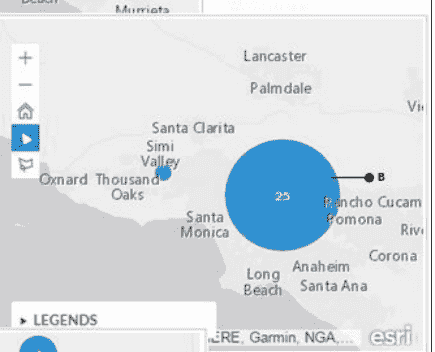 Murrieta
Lancaster
Palmdale
Santa Clarita
Simi
Valley
B
25
Oxnard Thousand
Oaks
Rancho Cucam
Pomona
Santa
Monica
Corona
Anaheim
Long
Beach
Santa Ana
▸ LEGENDS
ERE, Garmin, NGA,...
esri